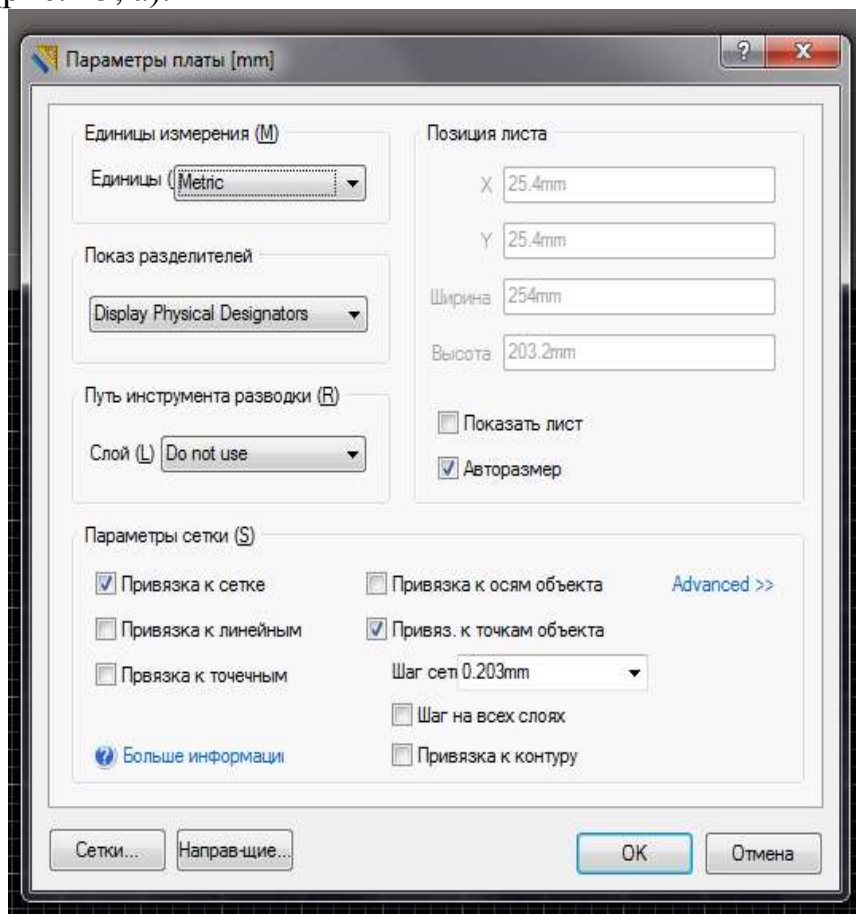 Параметры платы [mm]
Единицы измерения (M)
Единицы ( Metric
Показ разделителей
Display Physical Designators
Путь инструмента разводки (R)
Слой (L) Do not use
Позиция листа
X 25.4mm
Y 25.4mm
Ширина 254mm
Высота 203.2mm
Показать лист
Авторазмер
Параметры сетки (S)
Привязка к сетке
Привязка к линейным
Првязка к точечным
Больше информаци
Привязка к осям объекта
Advanced >>
Привяз. к точкам объекта
Шаг сет 0.203mm
Шаг на всех слоях
Привязка к контуру
Сетки...
Направ-щие...
OK
Отмена